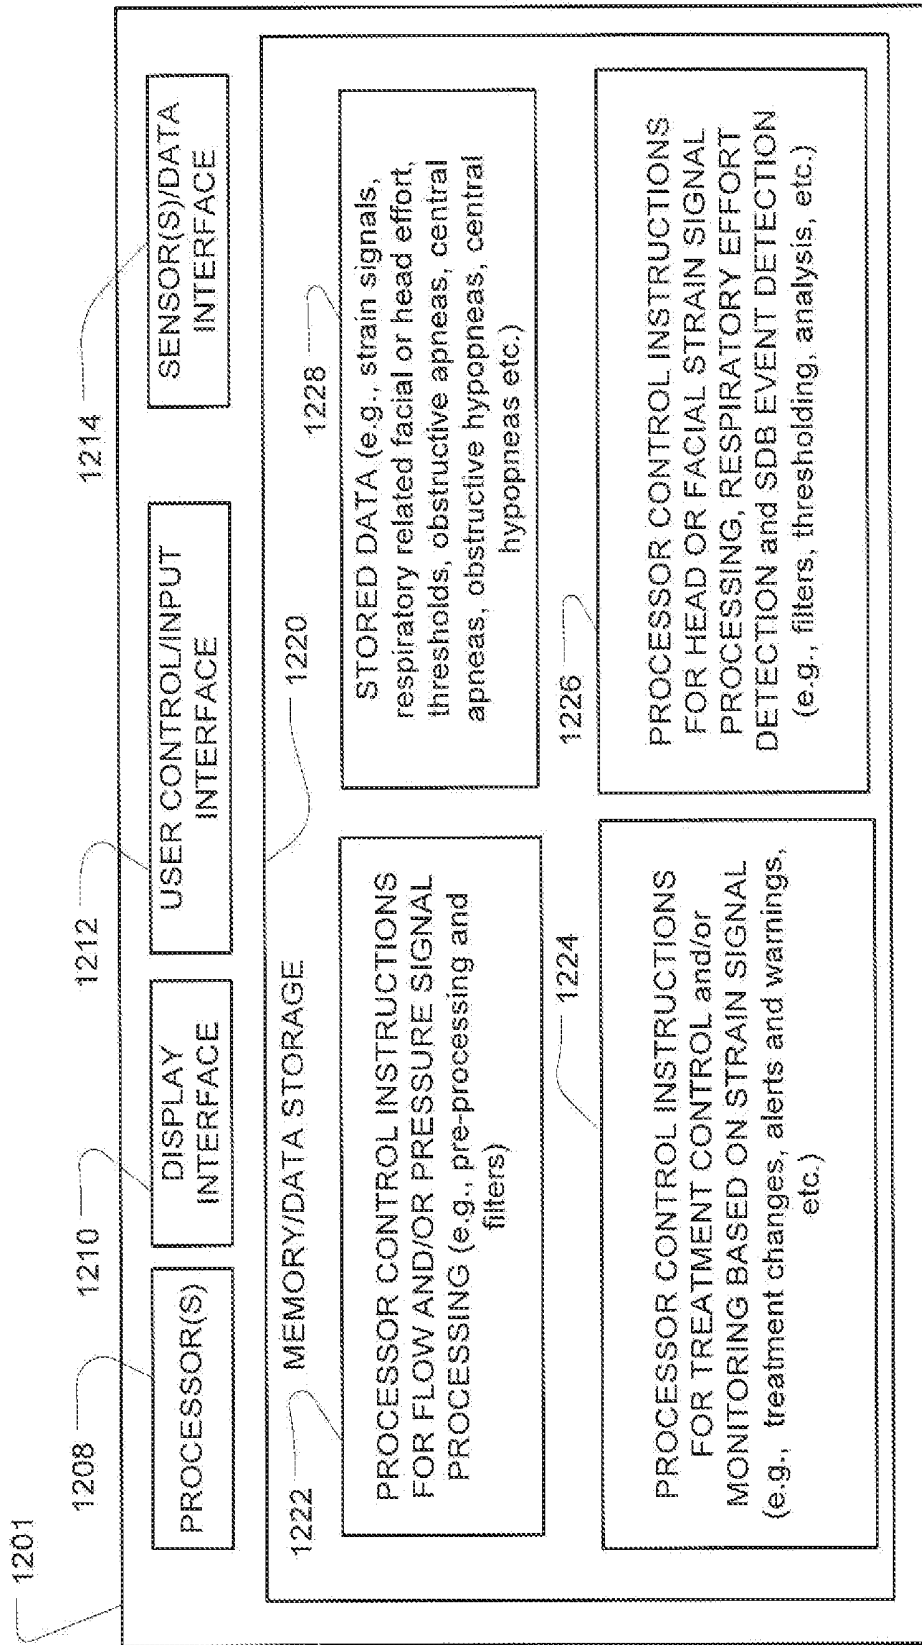 1201
1208
1210
1212
1214
PROCESSOR(S)
DISPLAY
INTERFACE
USER CONTROL/INPUT
INTERFACE
SENSOR(S)/DATA
INTERFACE
1220
1222
MEMORY/DATA STORAGE
PROCESSOR CONTROL INSTRUCTIONS
FOR FLOW AND/OR PRESSURE SIGNAL
PROCESSING (e.g., pre-processing and
filters)
1228
STORED DATA (e.g., strain signals,
respiratory related facial or head effort,
thresholds, obstructive apneas, central
apneas, obstructive hypopneas, central
hypopneas etc.)
1224
PROCESSOR CONTROL INSTRUCTIONS
FOR TREATMENT CONTROL and/or
MONITORING BASED ON STRAIN SIGNAL
(e.g., treatment changes, alerts and warnings,
etc.)
1226
PROCESSOR CONTROL INSTRUCTIONS
FOR HEAD OR FACIAL STRAIN SIGNAL
PROCESSING, RESPIRATORY EFFORT
DETECTION and SDB EVENT DETECTION
(e.g., filters, thresholding, analysis, etc.)